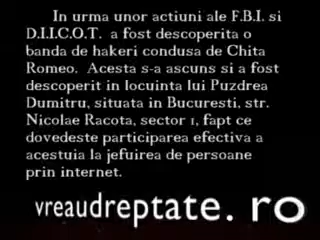 In urma unor actiuni ale F.B.I. si
D.I.I.C.O.T. a fost descoperita o
banda de hakeri condusa de Chita
Romeo. Acesta s-a ascuns si a fost
descoperit in locuinta lui Puzdrea
Dumitru, situata in Bucuresti, str.
Nicolae Racota, sector 1, fapt ce
dovedeste participarea efectiva a
acestuia la jefuirea de persoane
prin internet.
vreaudreptate. ro